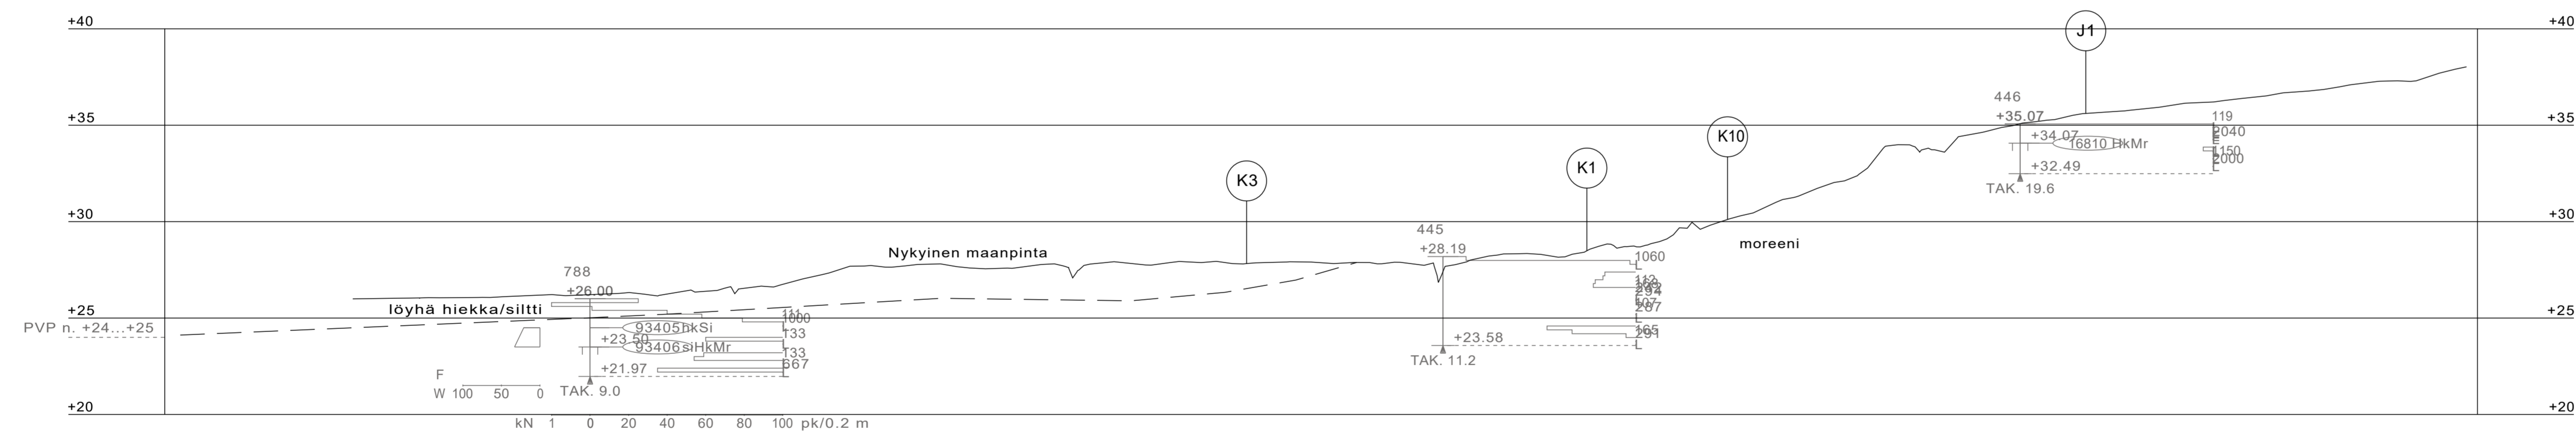 +40 +40
J1
446
+35.07 119
+35 +35
+34.07 2040
K10
16810 HkMr 1150
2000
+32.49
K1
TAK. 19.6
K3
+30 +30
445
moreeni
Nykyinen maanpinta +28.19
1060
788
+26.00
löyhä hiekka/siltti
+25 +25
287
PVP n. +24...+25
1000
93405hkSi 133
165
291
+23.50 +23.58
93406siHkMr 133
TAK. 11.2
667
+21.97
F
W 100 50 0 TAK. 9.0
+20 +20
kN 1 0 20 40 60 80 100 pk/0.2 m